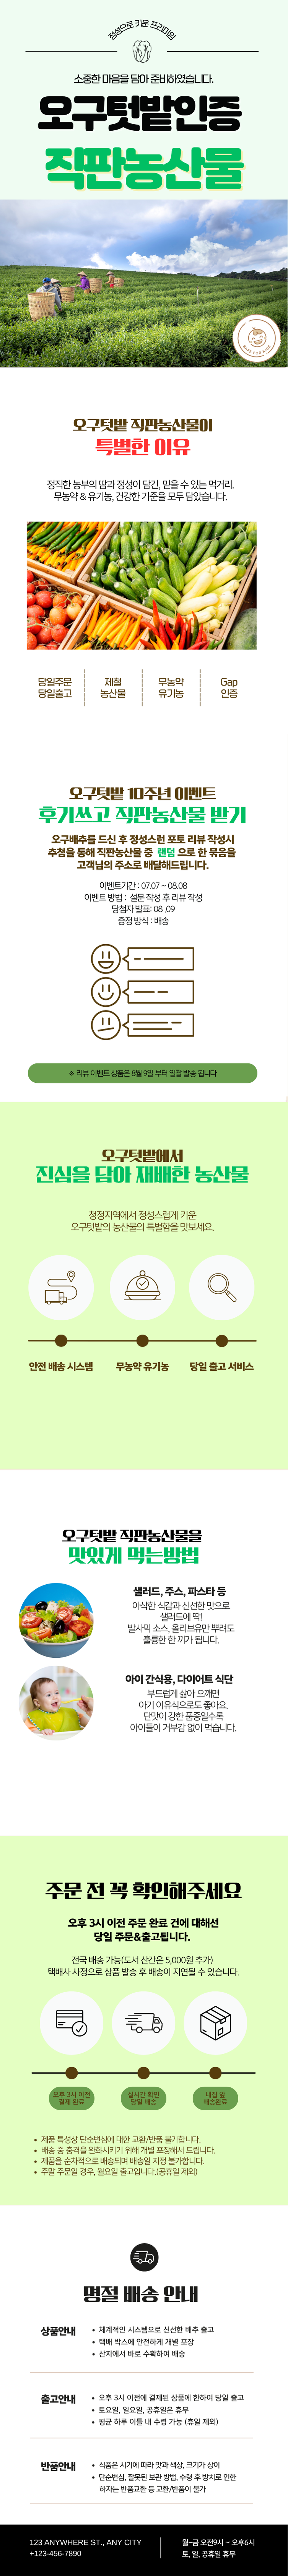 정성으로 키운 프리미엄
소중한 마음을 담아 준비하였습니다.
오구텃밭인증
직판농산물
오구텃밭 직판농산물이
특별한 이유
정직한 농부의 땀과 정성이 담긴, 믿을 수 있는 먹거리.
무농약 & 유기농, 건강한 기준을 모두 담았습니다.
당일주문
당일출고
제철
농산물
무농약
유기농
Gap
인증
오구텃밭 10주년 이벤트
후기쓰고 직판농산물 받기
오구배추를 드신 후 정성스런 포토 리뷰 작성시
추첨을 통해 직판농산물 중 랜덤 으로 한 묶음을
고객님의 주소로 배달해드립니다.
이벤트기간 : 07.07 ~ 08.08
이벤트 방법 : 설문 작성 후 리뷰 작성
당첨자 발표: 08 .09
증정 방식 : 배송
※ 리뷰 이벤트 상품은 8월 9일 부터 일괄 발송 됩니다
오구텃밭에서
진심을 담아 재배한 농산물
청정지역에서 정성스럽게 키운
오구텃밭의 농산물의 특별함을 맛보세요.
안전 배송 시스템
무농약 유기농
당일 출고 서비스
오구텃밭 직판농산물을
맛있게 먹는방법
샐러드, 주스, 파스타 등
아삭한 식감과 신선한 맛으로
샐러드에 딱!
발사믹 소스, 올리브유만 뿌려도
훌륭한 한 끼가 됩니다.
아이 간식용, 다이어트 식단
부드럽게 삶아 으깨면
아기 이유식으로도 좋아요.
단맛이 강한 품종일수록
아이들이 거부감 없이 먹습니다.
주문 전 꼭 확인해주세요
오후 3시 이전 주문 완료 건에 대해선
당일 주문&출고됩니다.
전국 배송 가능(도서 산간은 5,000원 추가)
택배사 사정으로 상품 발송 후 배송이 지연될 수 있습니다.
오후 3시 이전
결제 완료
실시간 확인
당일 배송
내집 앞
배송완료
• 제품 특성상 단순변심에 대한 교환/반품 불가합니다.
• 배송 중 충격을 완화시키기 위해 개별 포장해서 드립니다.
• 제품을 순차적으로 배송되며 배송일 지정 불가합니다.
• 주말 주문일 경우, 월요일 출고입니다.(공휴일 제외)
명절 배송 안내
상품안내
• 체계적인 시스템으로 신선한 배추 출고
• 택배 박스에 안전하게 개별 포장
• 산지에서 바로 수확하여 배송
출고안내
• 오후 3시 이전에 결제된 상품에 한하여 당일 출고
• 토요일, 일요일, 공휴일은 휴무
• 평균 하루 이틀 내 수령 가능 (휴일 제외)
반품안내
• 식품은 시기에 따라 맛과 색상, 크기가 상이
• 단순변심, 잘못된 보관 방법, 수령 후 방치로 인한
하자는 반품교환 등 교환/반품이 불가
123 ANYWHERE ST., ANY CITY
+123-456-7890
월~금 오전9시 ~ 오후6시
토, 일, 공휴일 휴무